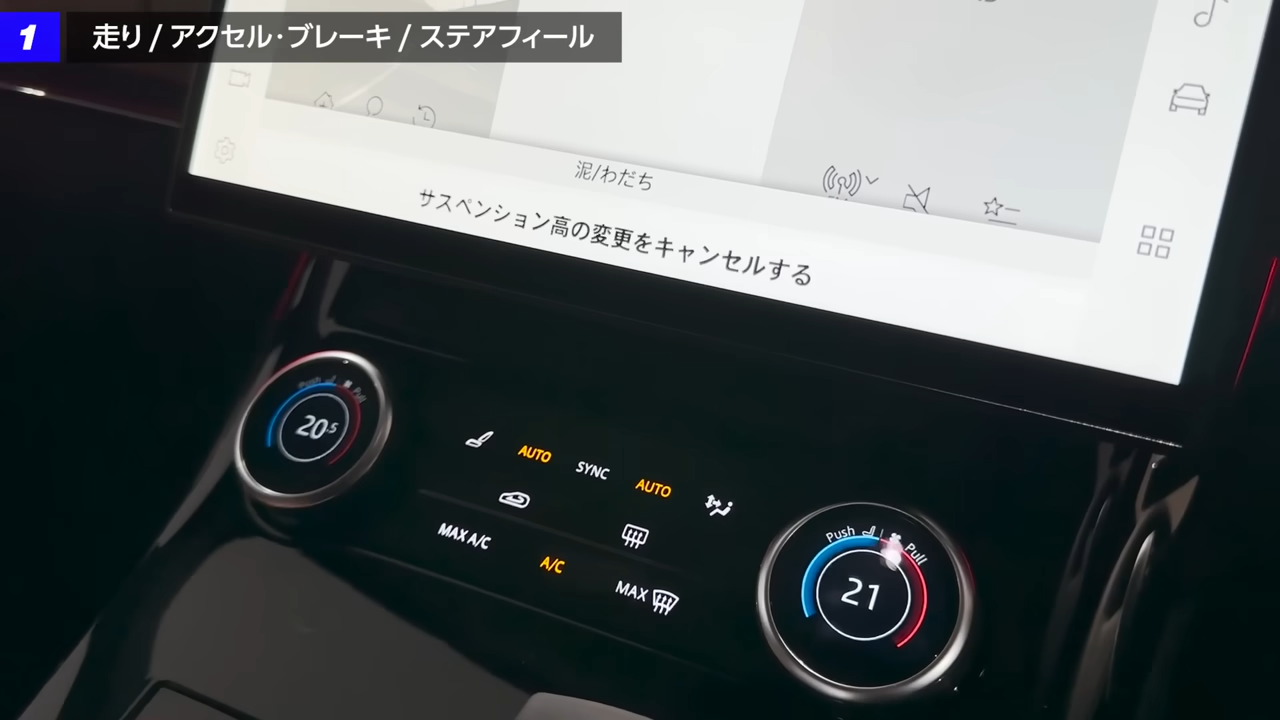 1 走り / アクセル・ブレーキ / ステアフィール
泥/わだち
サスペンション高の変更をキャンセルする
Push Pull
20.5
AUTO SYNC AUTO
MAX A/C
A/C
MAX
Push Pull
21